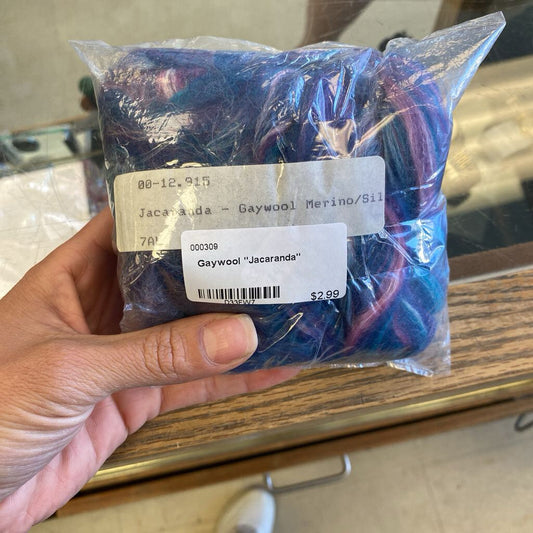 00-12.915
Jacaranda - Gaywool Merino/Sil
000309
Gaywool "Jacaranda"
$2.99